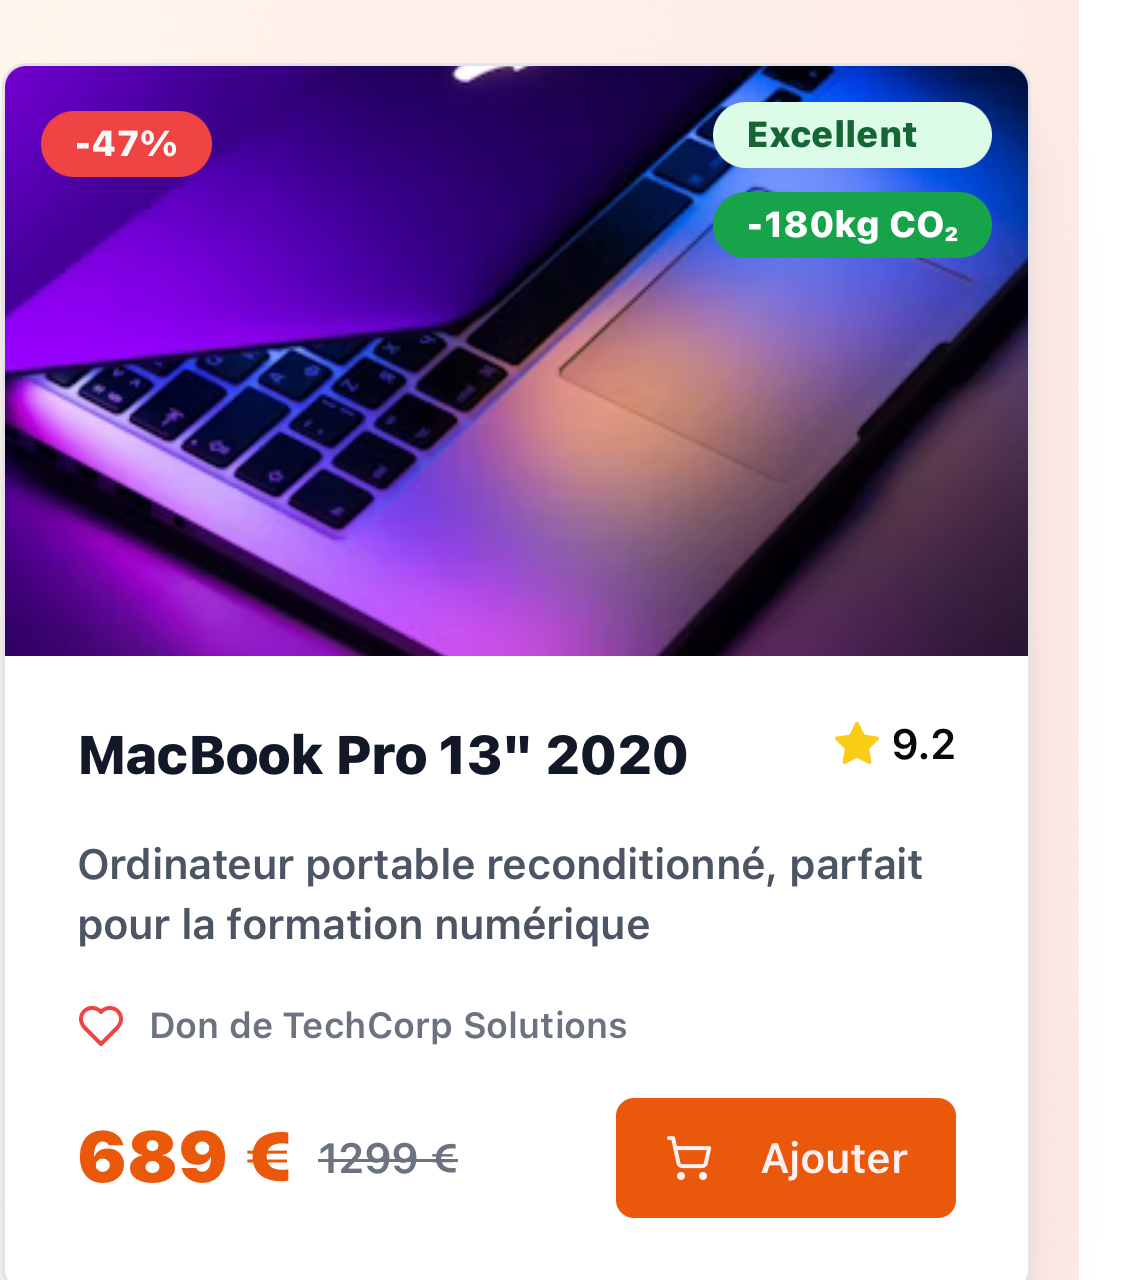 -47%
Excellent
-180kg CO₂
MacBook Pro 13" 2020
9.2
Ordinateur portable reconditionné, parfait
pour la formation numérique
Don de TechCorp Solutions
689 € 1299 €
Ajouter